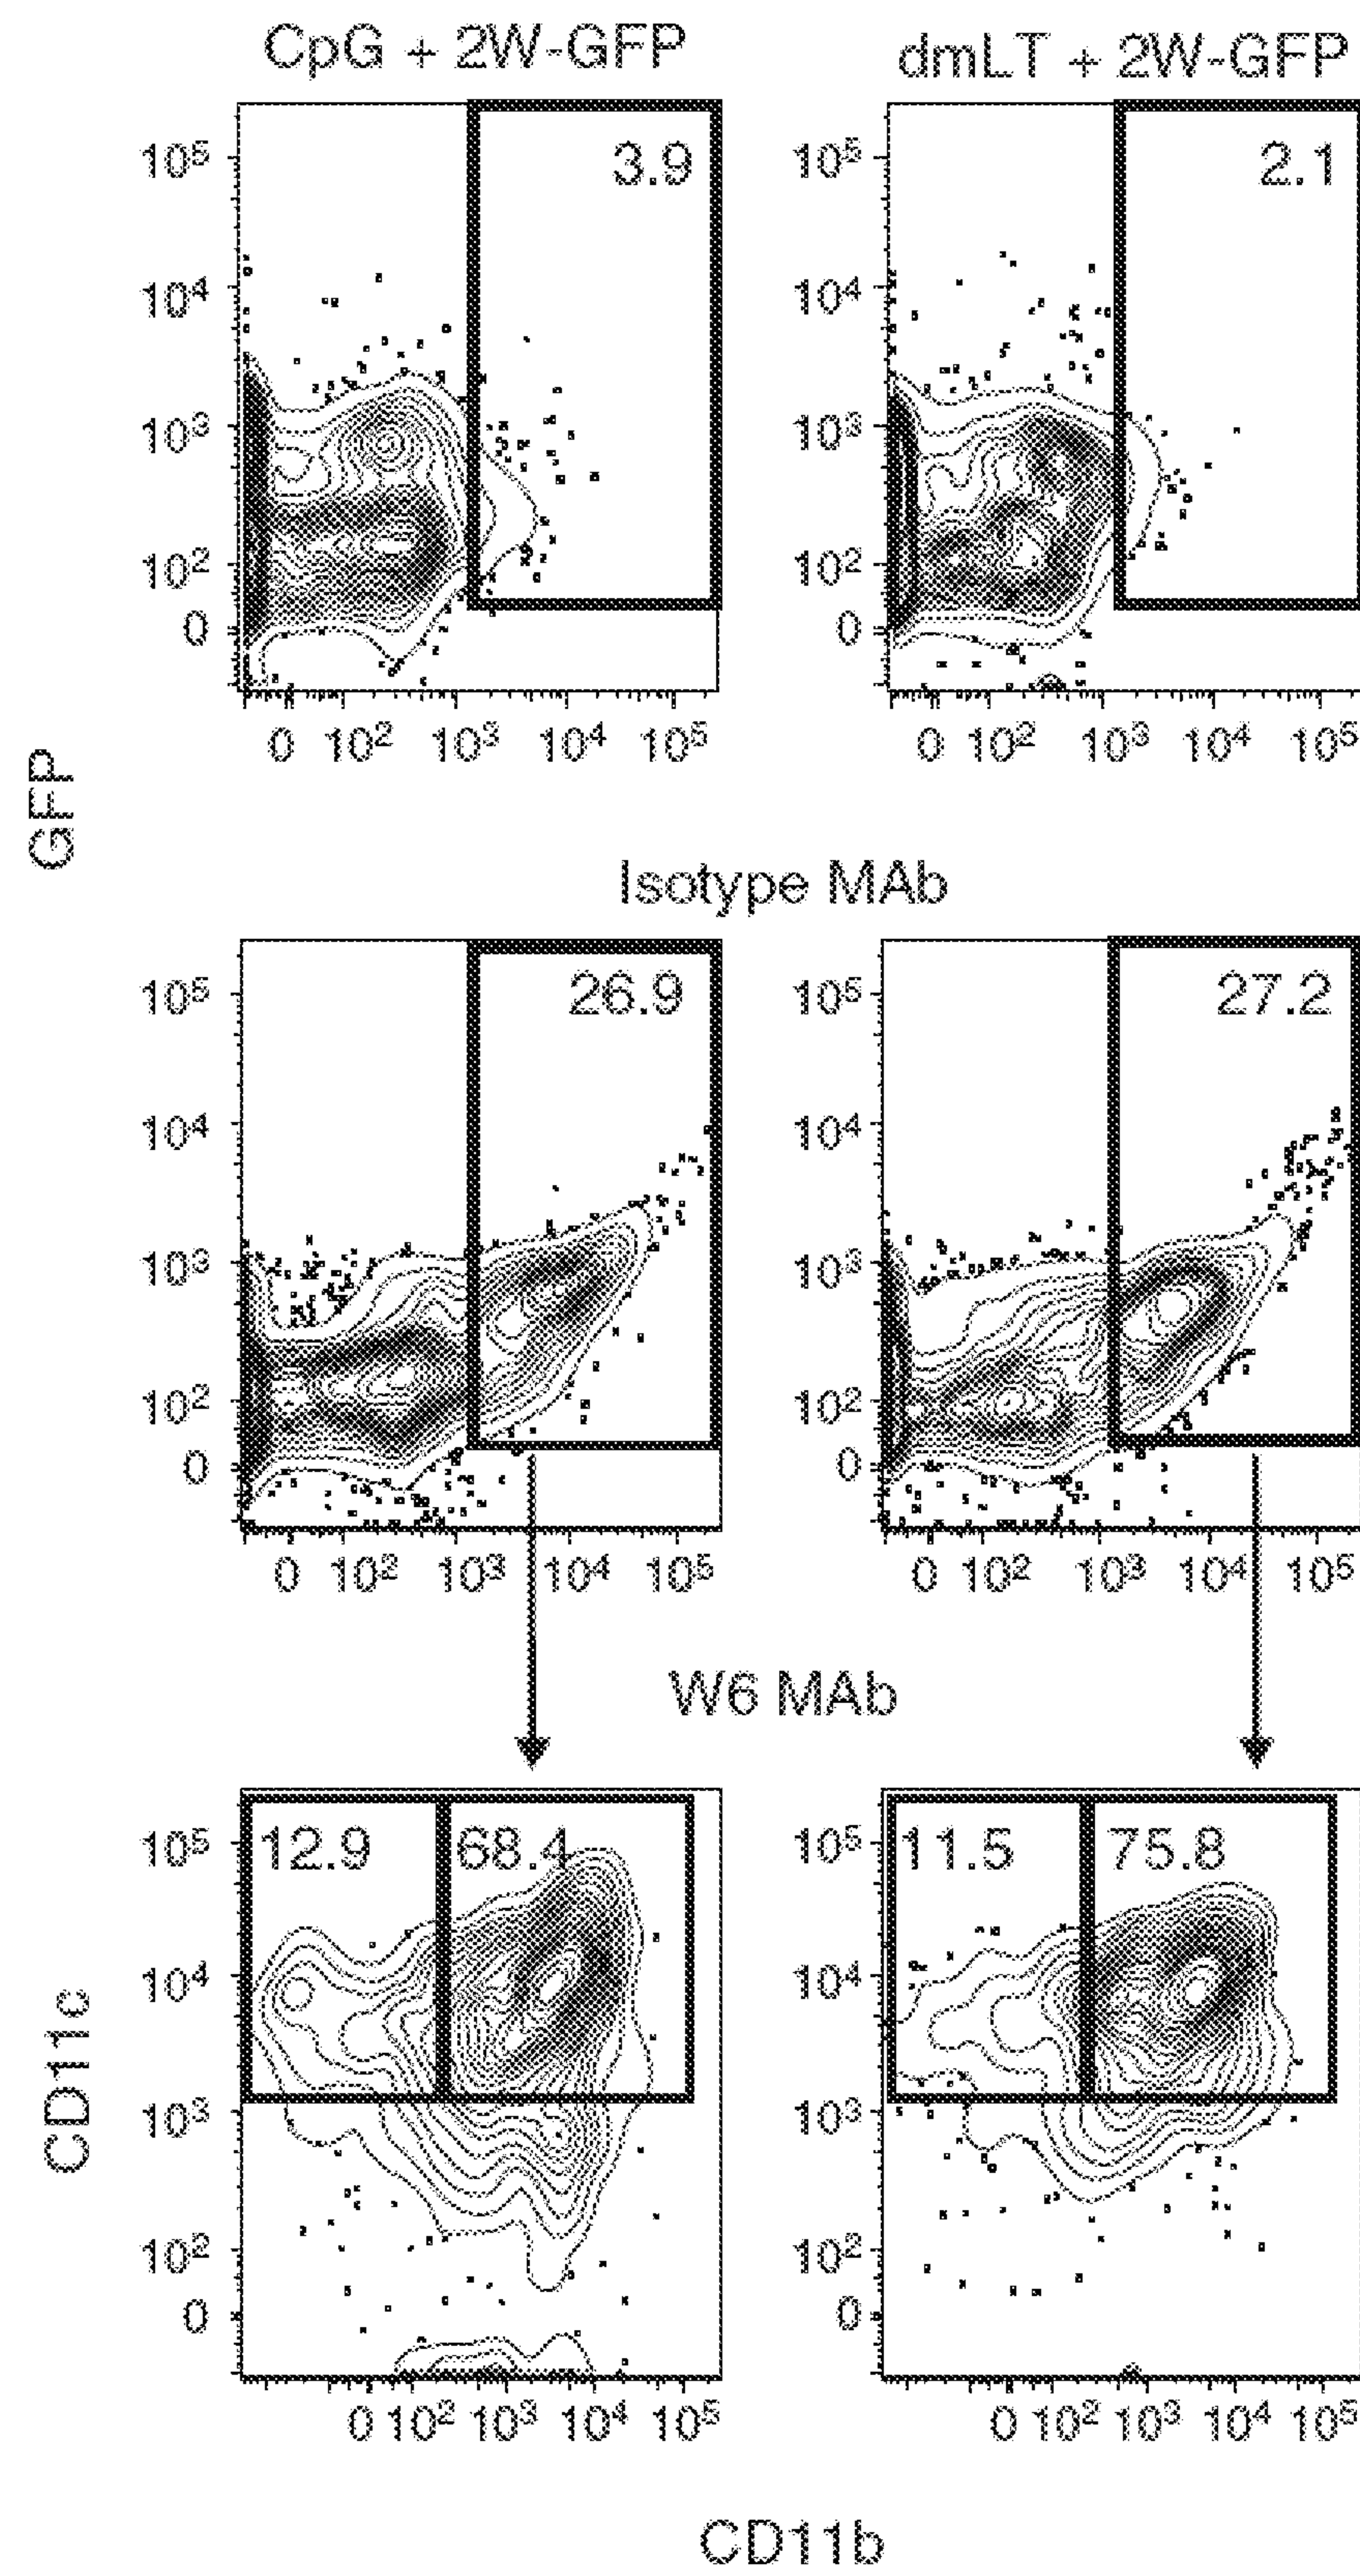 CpG + 2W-GFP
dmLT + 2W-GFP
10⁵
10⁴
10³
10²
0
3.9
0 10² 10³ 10⁴ 10⁵
10⁵
10⁴
10³
10²
0
2.1
0 10² 10³ 10⁴ 10⁵
GFP
Isotype MAb
10⁵
10⁴
10³
10²
0
26.9
0 10² 10³ 10⁴ 10⁵
10⁵
10⁴
10³
10²
0
27.2
0 10² 10³ 10⁴ 10⁵
W6 MAb
CD11c
10⁵
10⁴
10³
10²
0
12.9 68.4
0 10² 10³ 10⁴ 10⁵
10⁵
10⁴
10³
10²
0
11.5 75.8
0 10² 10³ 10⁴ 10⁵
CD11b